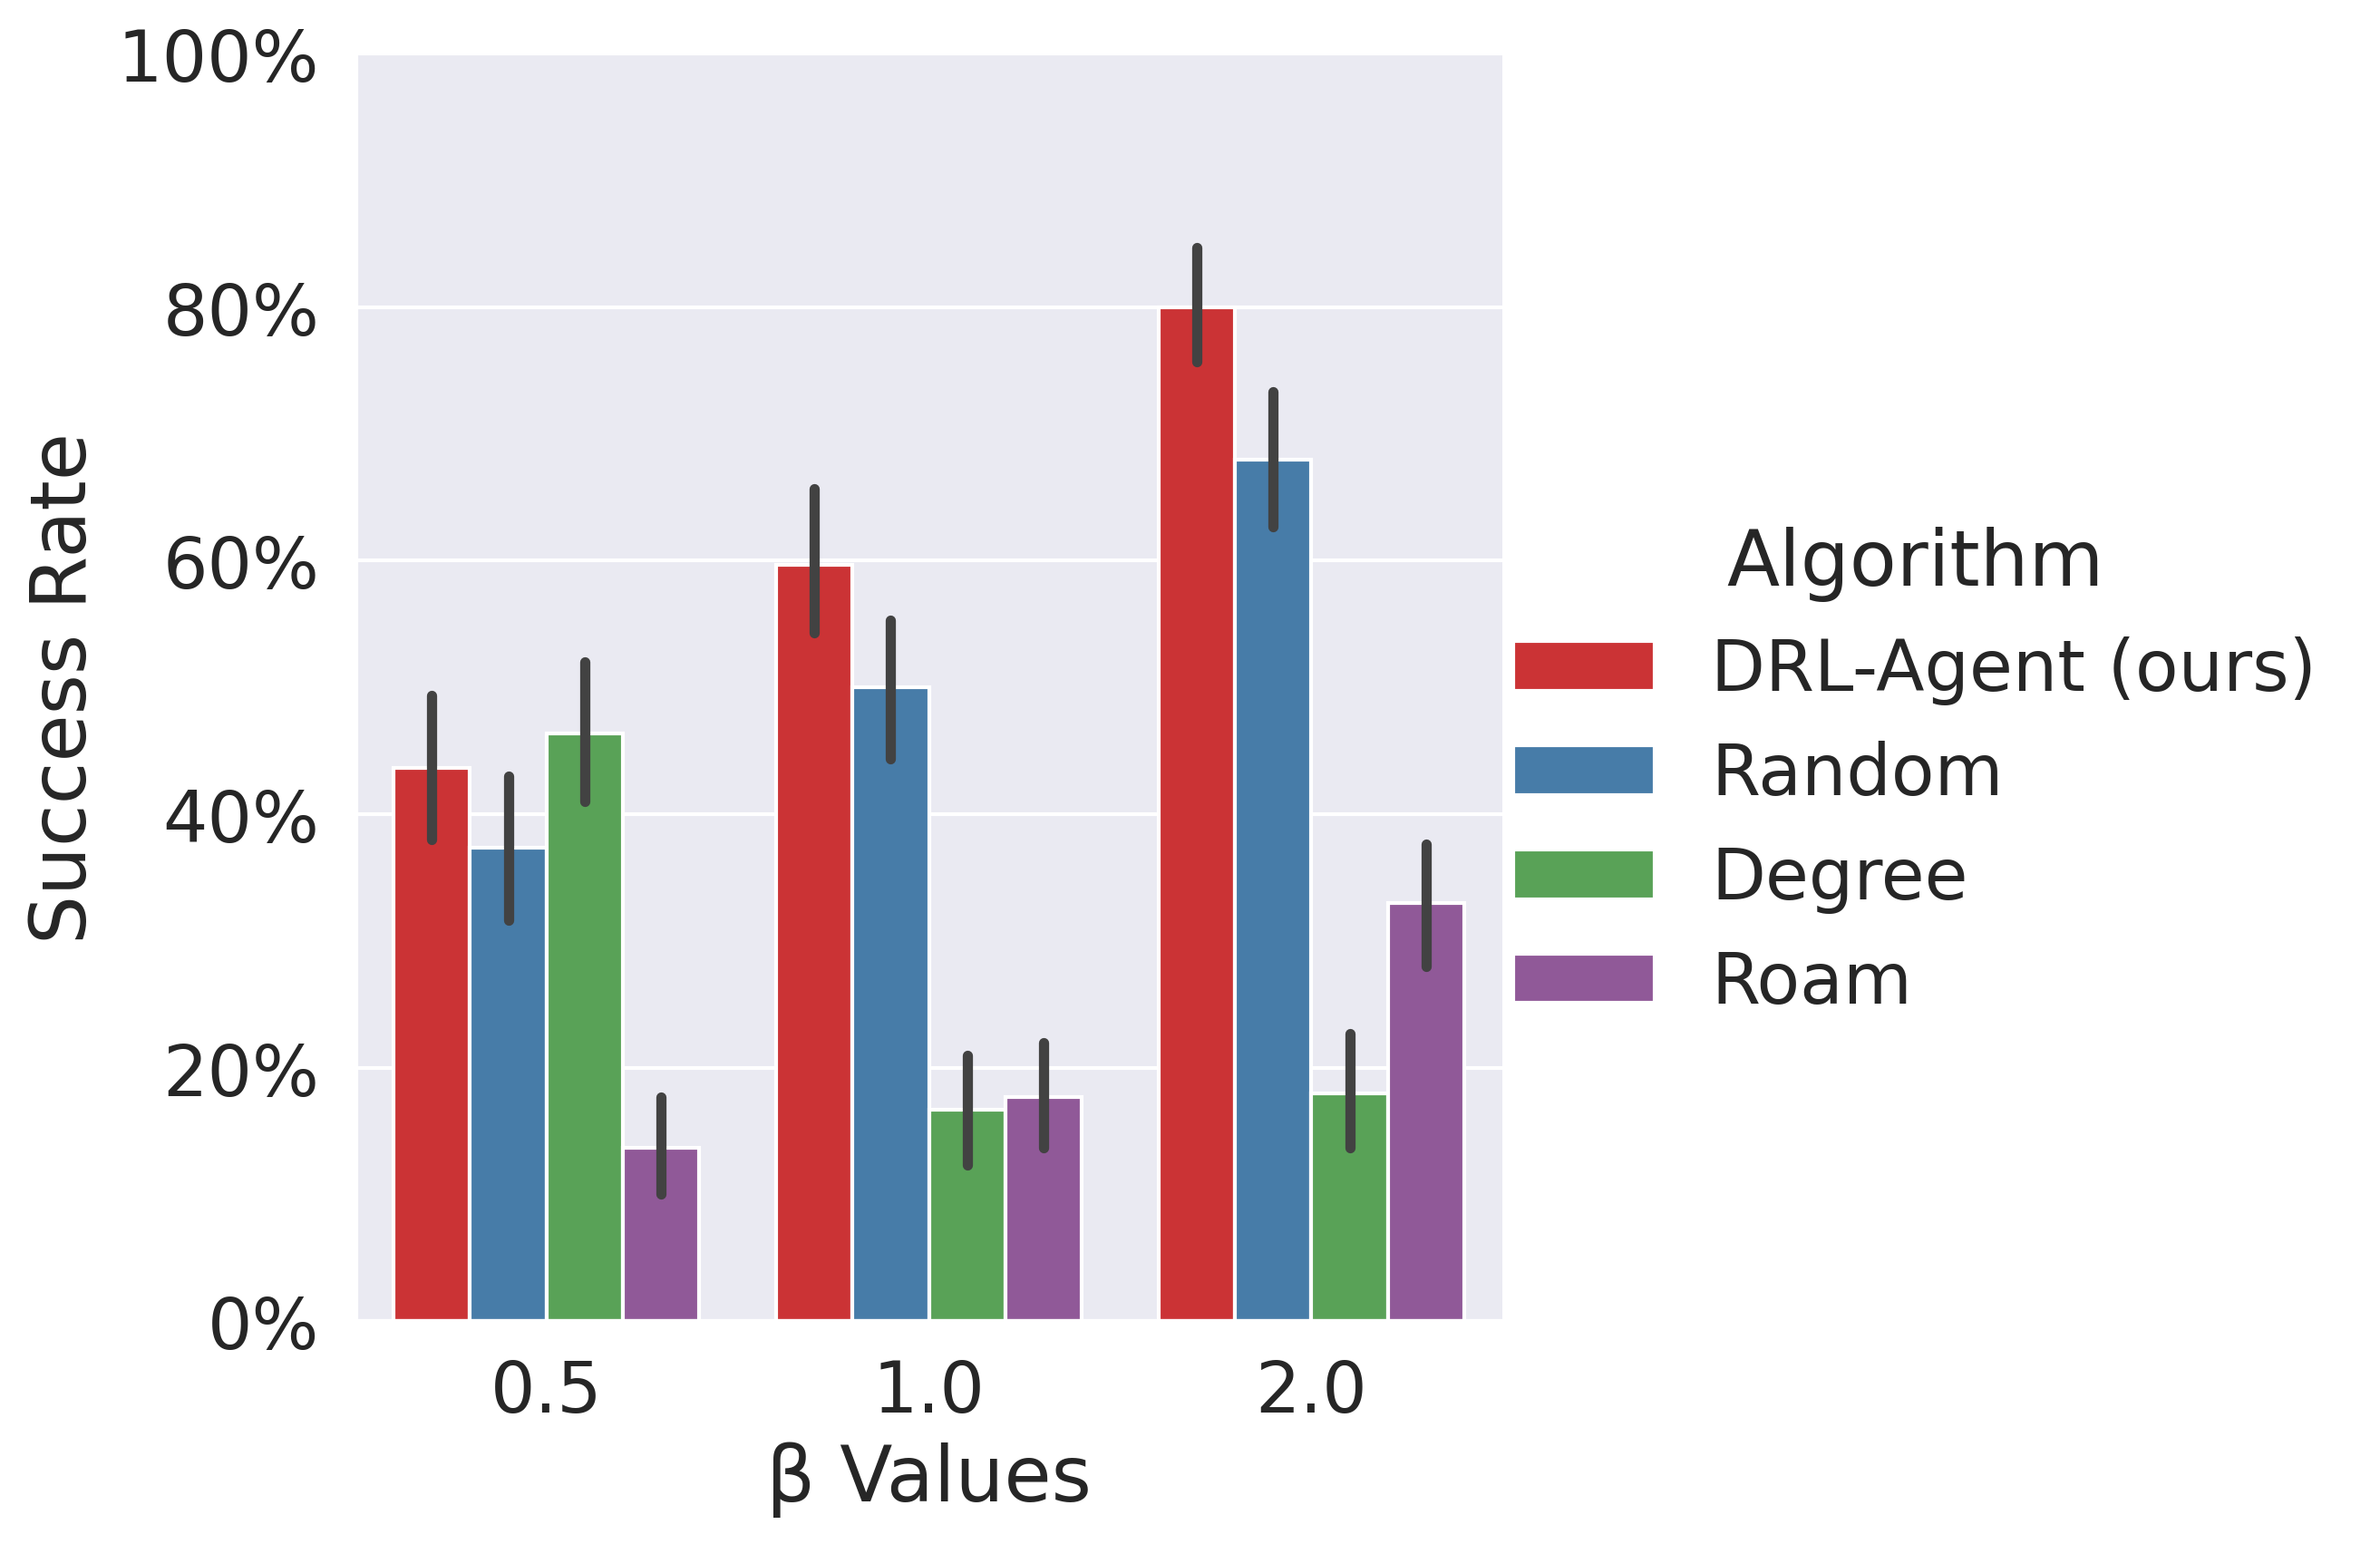 100%
80%
60%
40%
20%
0%
Success Rate
0.5 1.0 2.0
β Values
Algorithm
DRL-Agent (ours)
Random
Degree
Roam